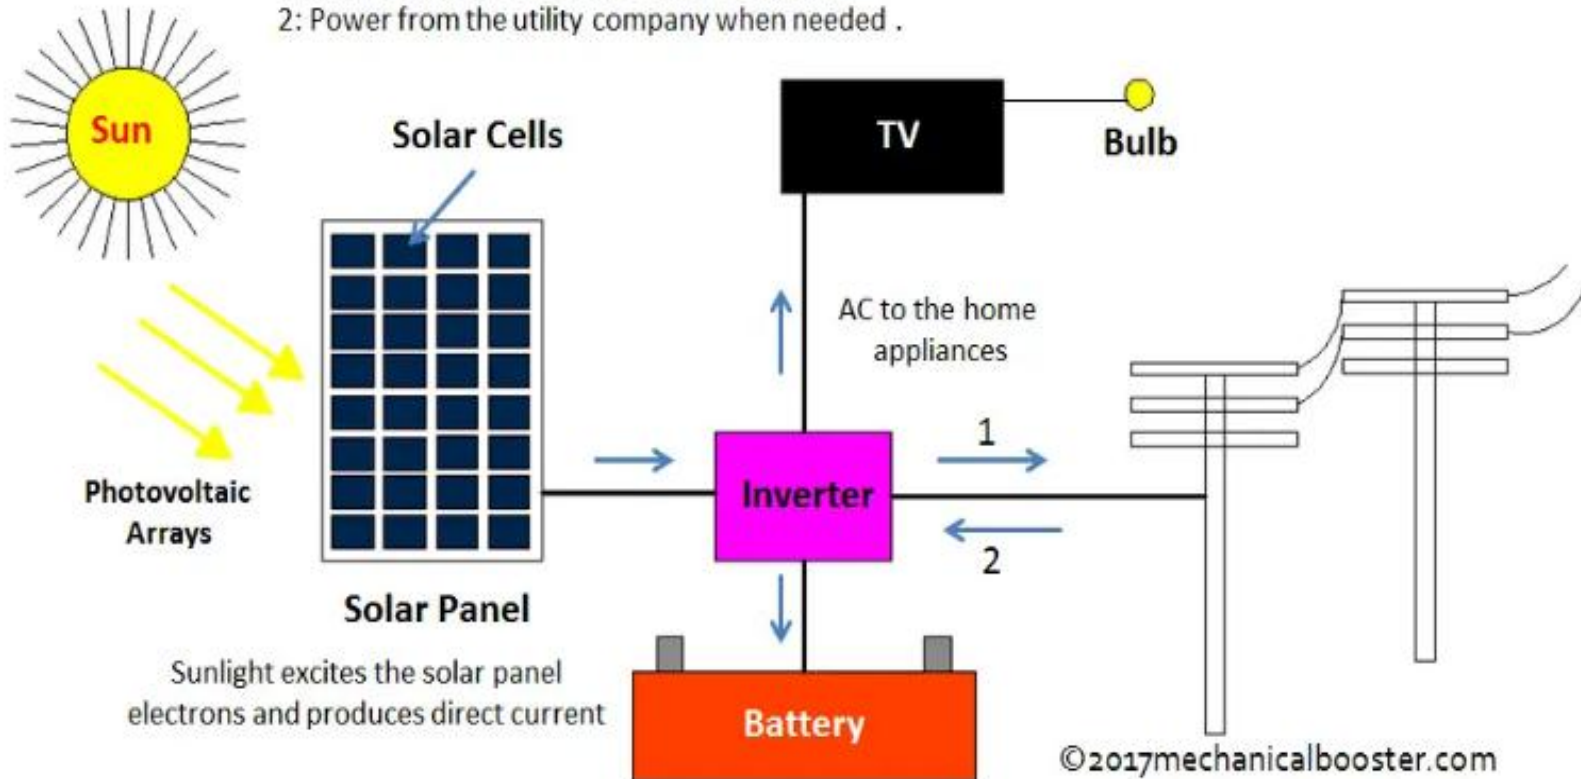 2: Power from the utility company when needed .
Sun
Solar Cells
TV
Bulb
AC to the home
appliances
1
Photovoltaic
Arrays
Inverter
2
Solar Panel
Sunlight excites the solar panel
electrons and produces direct current
Battery
©2017mechanicalbooster.com